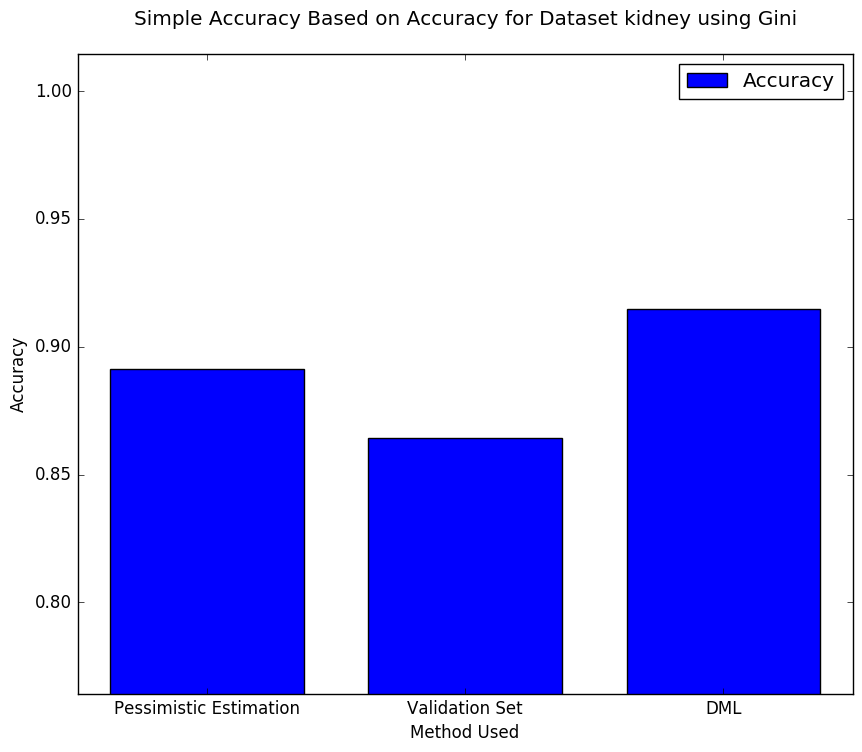 Simple Accuracy Based on Accuracy for Dataset kidney using Gini
Accuracy
1.00
0.95
0.90
0.85
0.80
Accuracy
Pessimistic Estimation
Validation Set
DML
Method Used